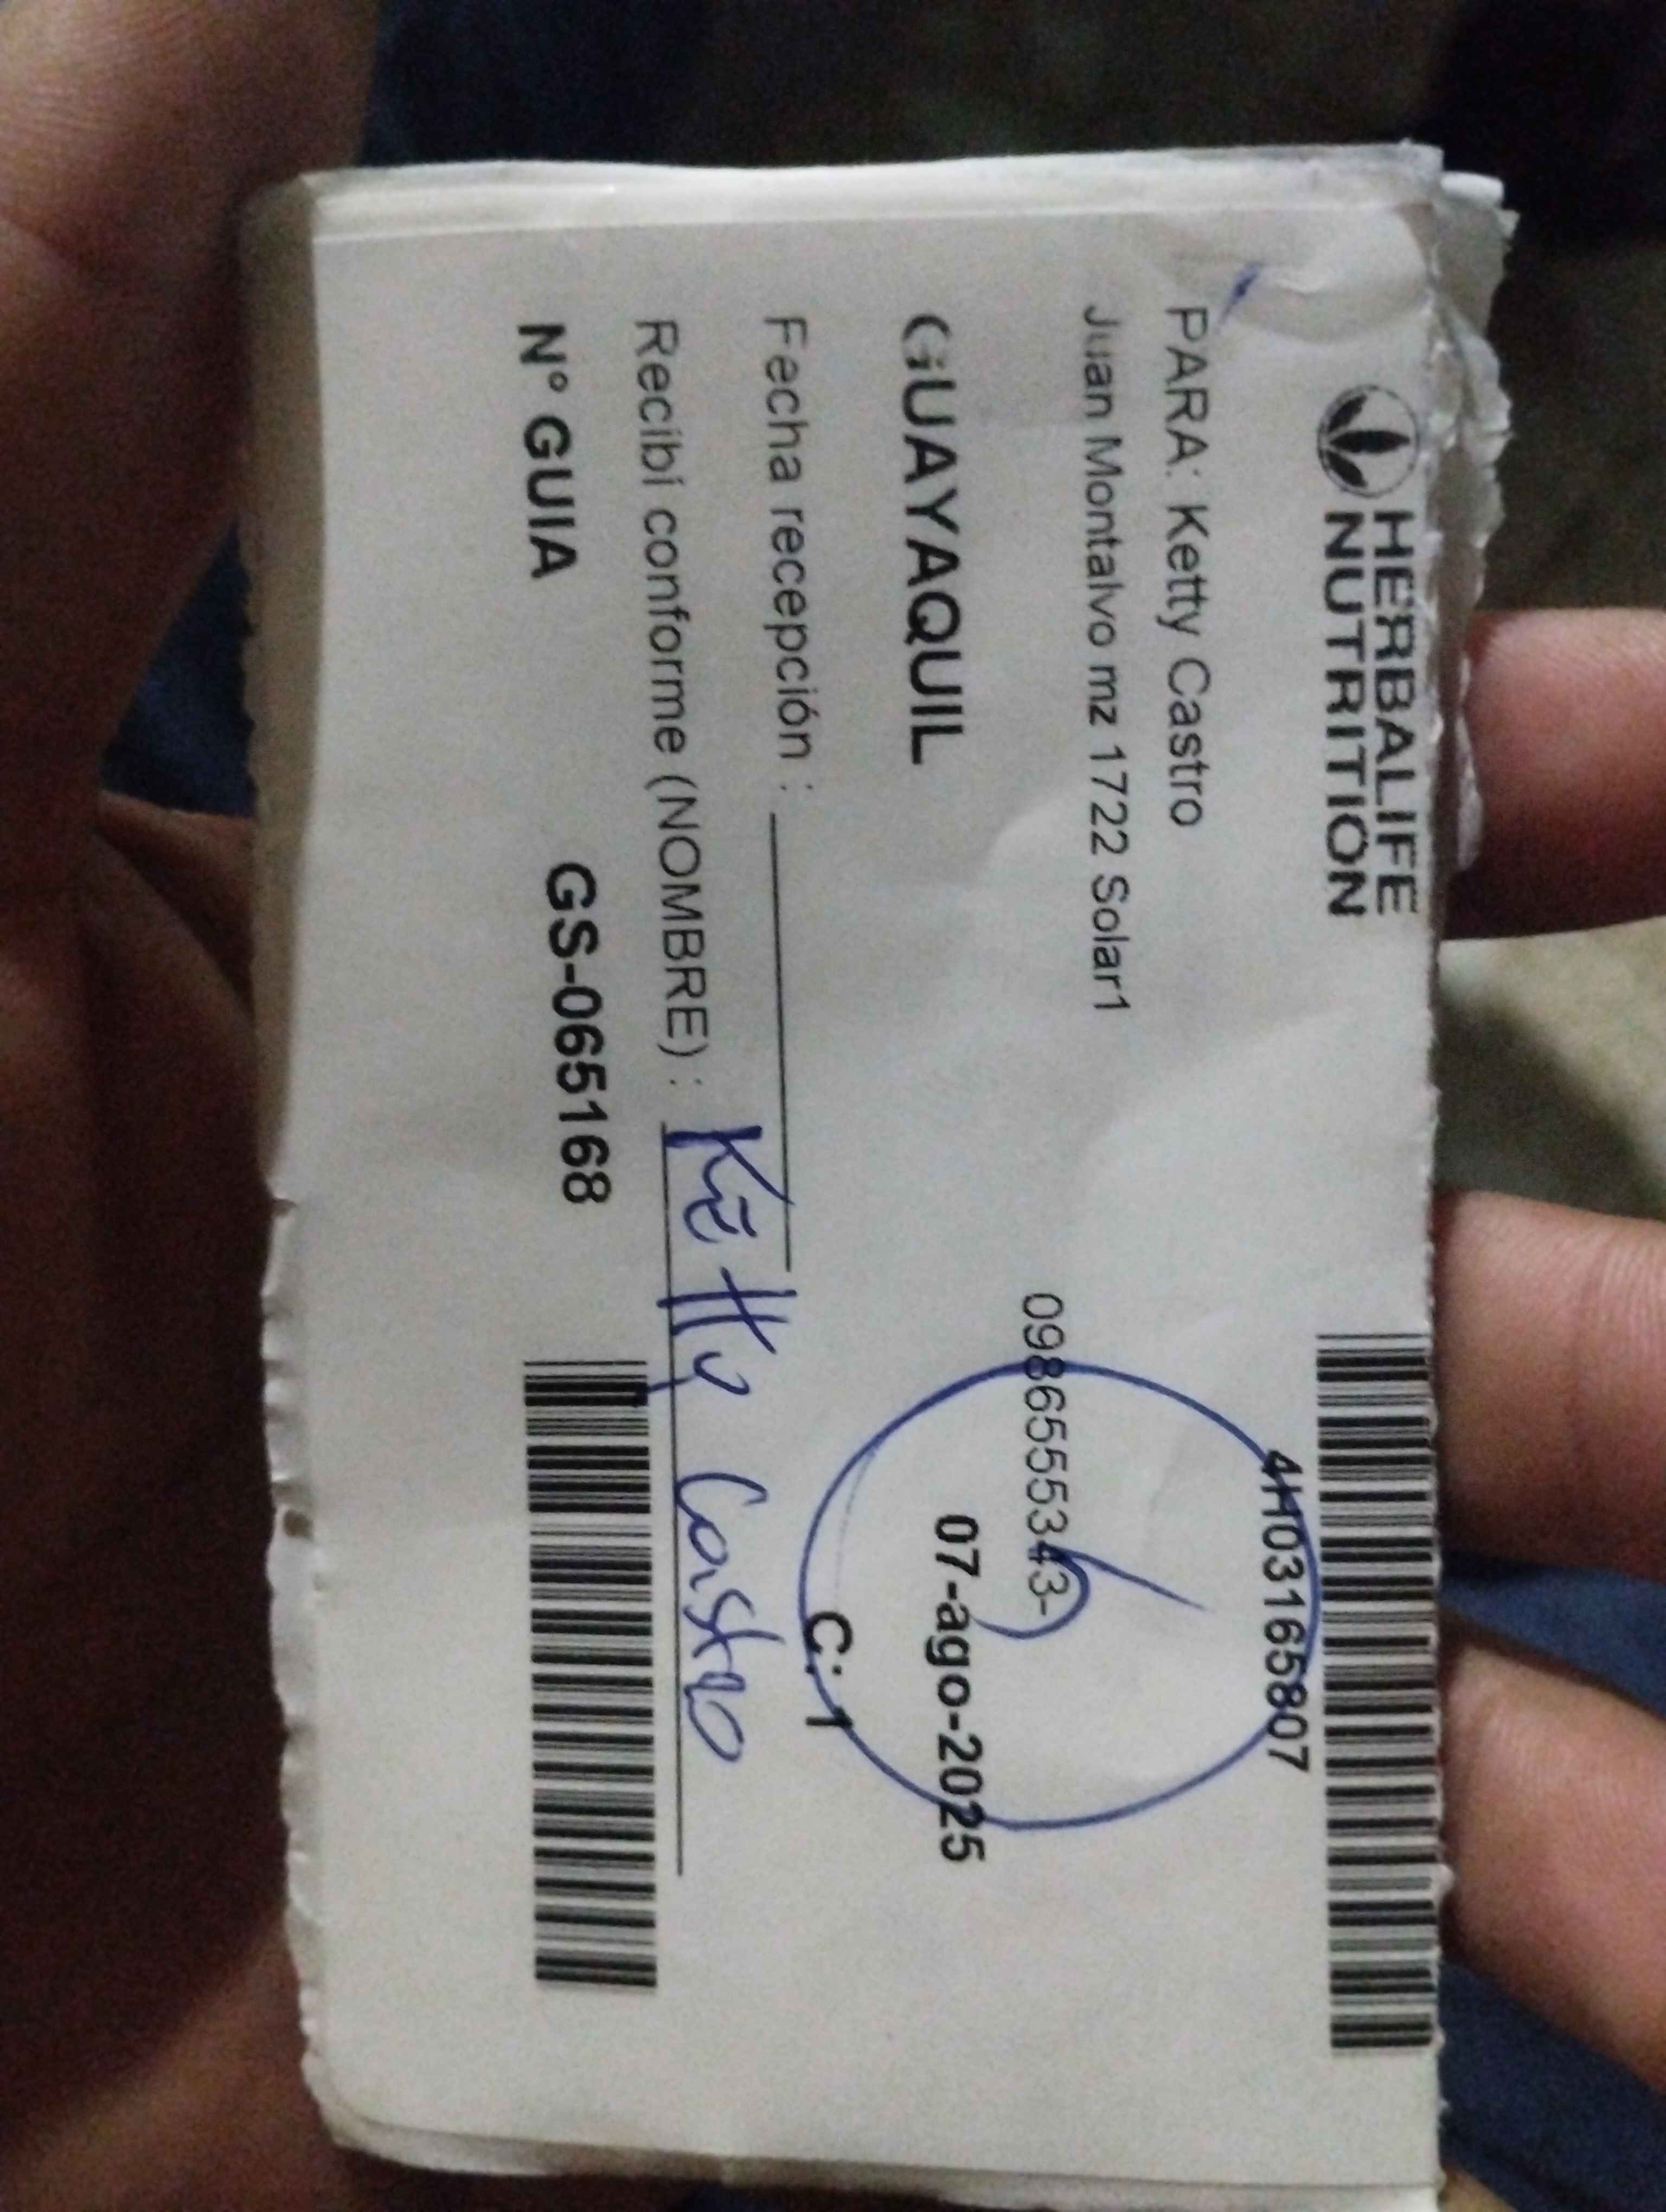 HERBALIFE
NUTRITION
4H03165807
PARA: Ketty Castro
Juan Montalvo mz 1722 Solar1
0986555343-
GUAYAQUIL
07-ago-2025
Fecha recepción :
C: 1
Recibí conforme (NOMBRE) : Ketty Castro
N° GUIA GS-065168